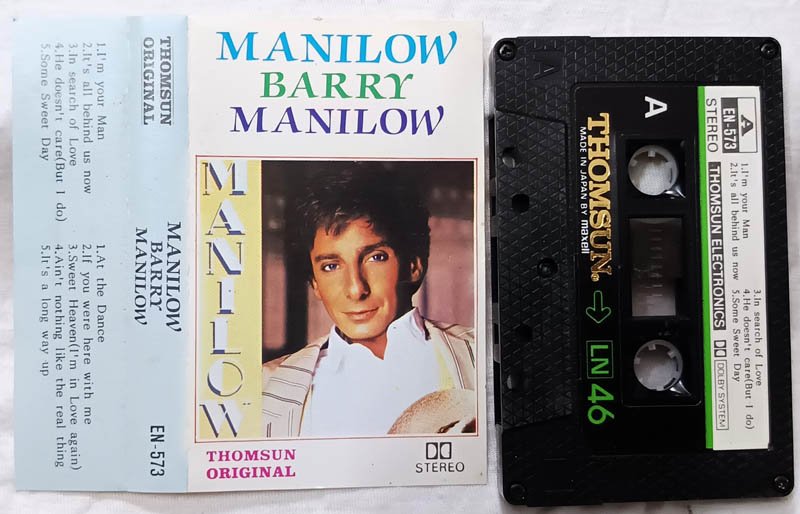 THOMSUN
ORIGINAL
1.I'm your Man
2.It's all behind us now
3.In search of Love
4.He doesn't care(But I do)
5.Some Sweet Day
MANILOW
BARRY
MANILOW
1.At the Dance
2.If you were here with me
3.Sweet Heaven(I'm in Love again)
4.Ain't nothing like the real thing
5.It's a long way up
EN-573
MANILOW
BARRY
MANILOW
MANILOW
THOMSUN
ORIGINAL
DOLBY STEREO
A
EN-573
STEREO
1.I'm your Man
2.It's all behind us now
3.In search of Love
4.He doesn't care(But I do)
5.Some Sweet Day
THOMSUN ELECTRONICS
DOLBY SYSTEM
A
THOMSUN.
MADE IN JAPAN BY maxell
LN 46